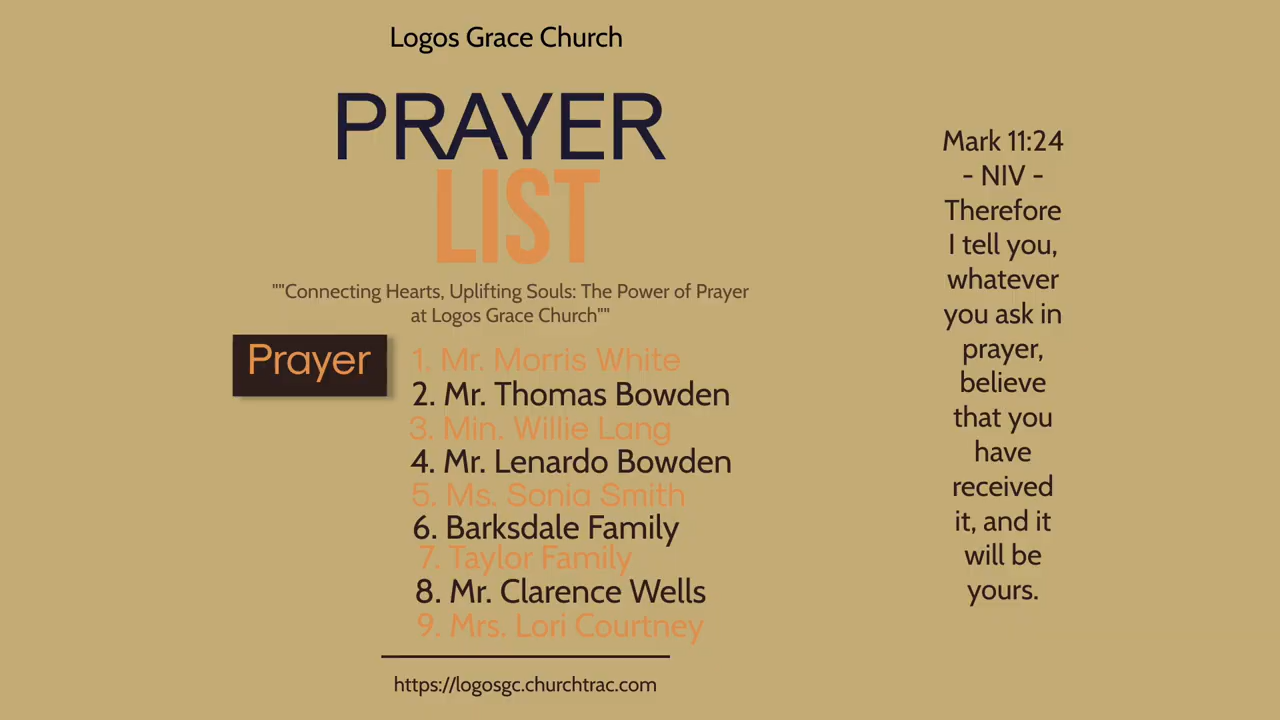 Logos Grace Church
PRAYER
LIST
""Connecting Hearts, Uplifting Souls: The Power of Prayer
at Logos Grace Church""
Prayer
1. Mr. Morris White
2. Mr. Thomas Bowden
3. Min. Willie Lang
4. Mr. Lenardo Bowden
5. Ms. Sonia Smith
6. Barksdale Family
7. Taylor Family
8. Mr. Clarence Wells
9. Mrs. Lori Courtney
https://logosgc.churchtrac.com
Mark 11:24
- NIV -
Therefore
I tell you,
whatever
you ask in
prayer,
believe
that you
have
received
it, and it
will be
yours.